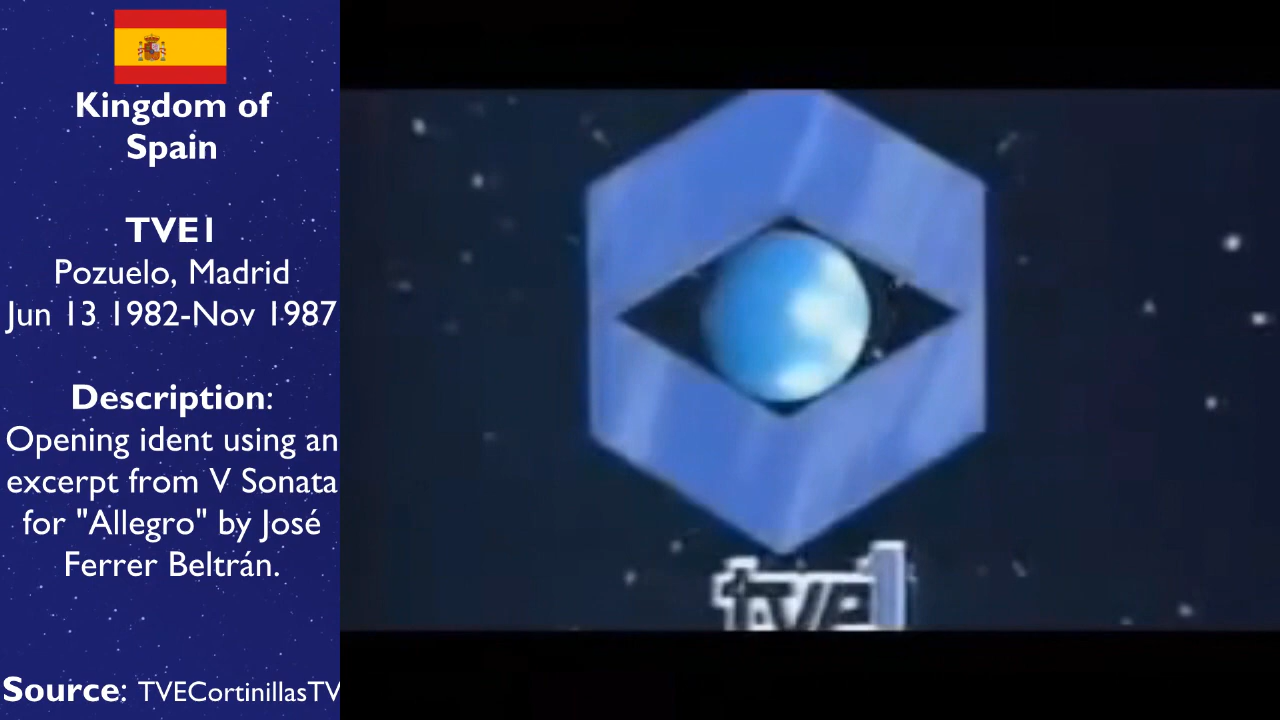 Kingdom of
Spain
TVE1
Pozuelo, Madrid
Jun 13 1982-Nov 1987
Description:
Opening ident using an
excerpt from V Sonata
for "Allegro" by José
Ferrer Beltrán.
Source: TVECortinillasTV
tve1